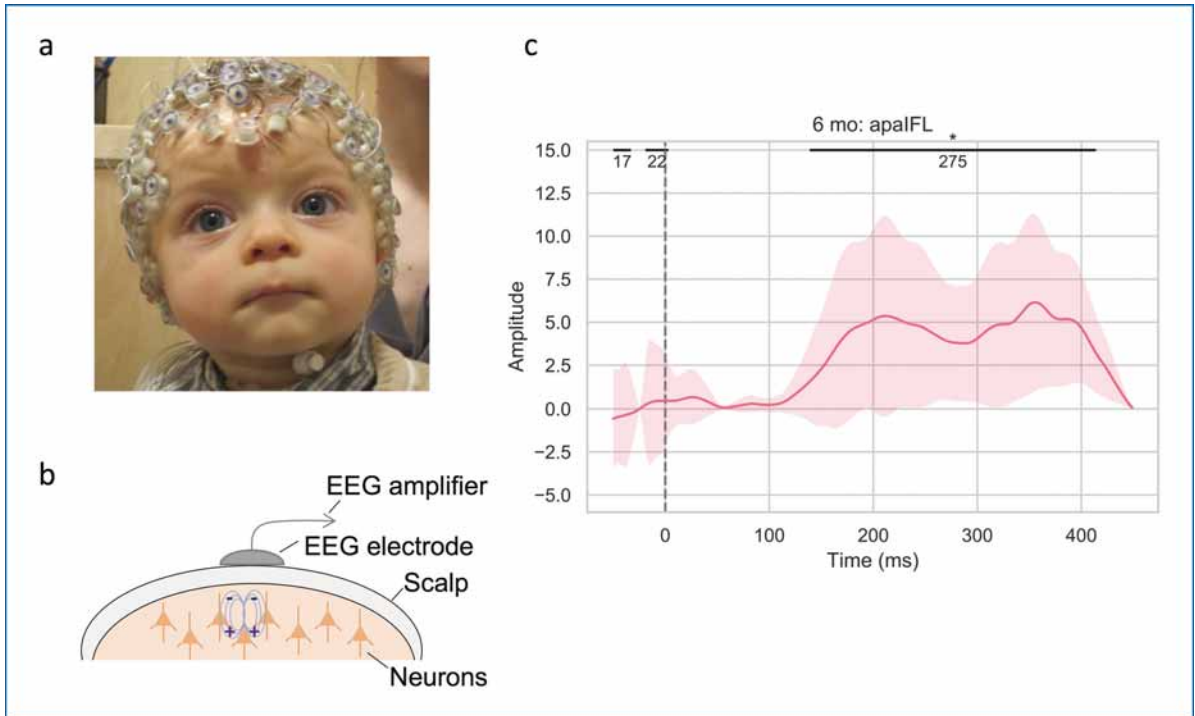 a
b
EEG amplifier
EEG electrode
Scalp
Neurons
c
6 mo: apaIFL
*
17 22 275
15.0
12.5
10.0
7.5
5.0
2.5
0.0
−2.5
−5.0
Amplitude
0 100 200 300 400
Time (ms)